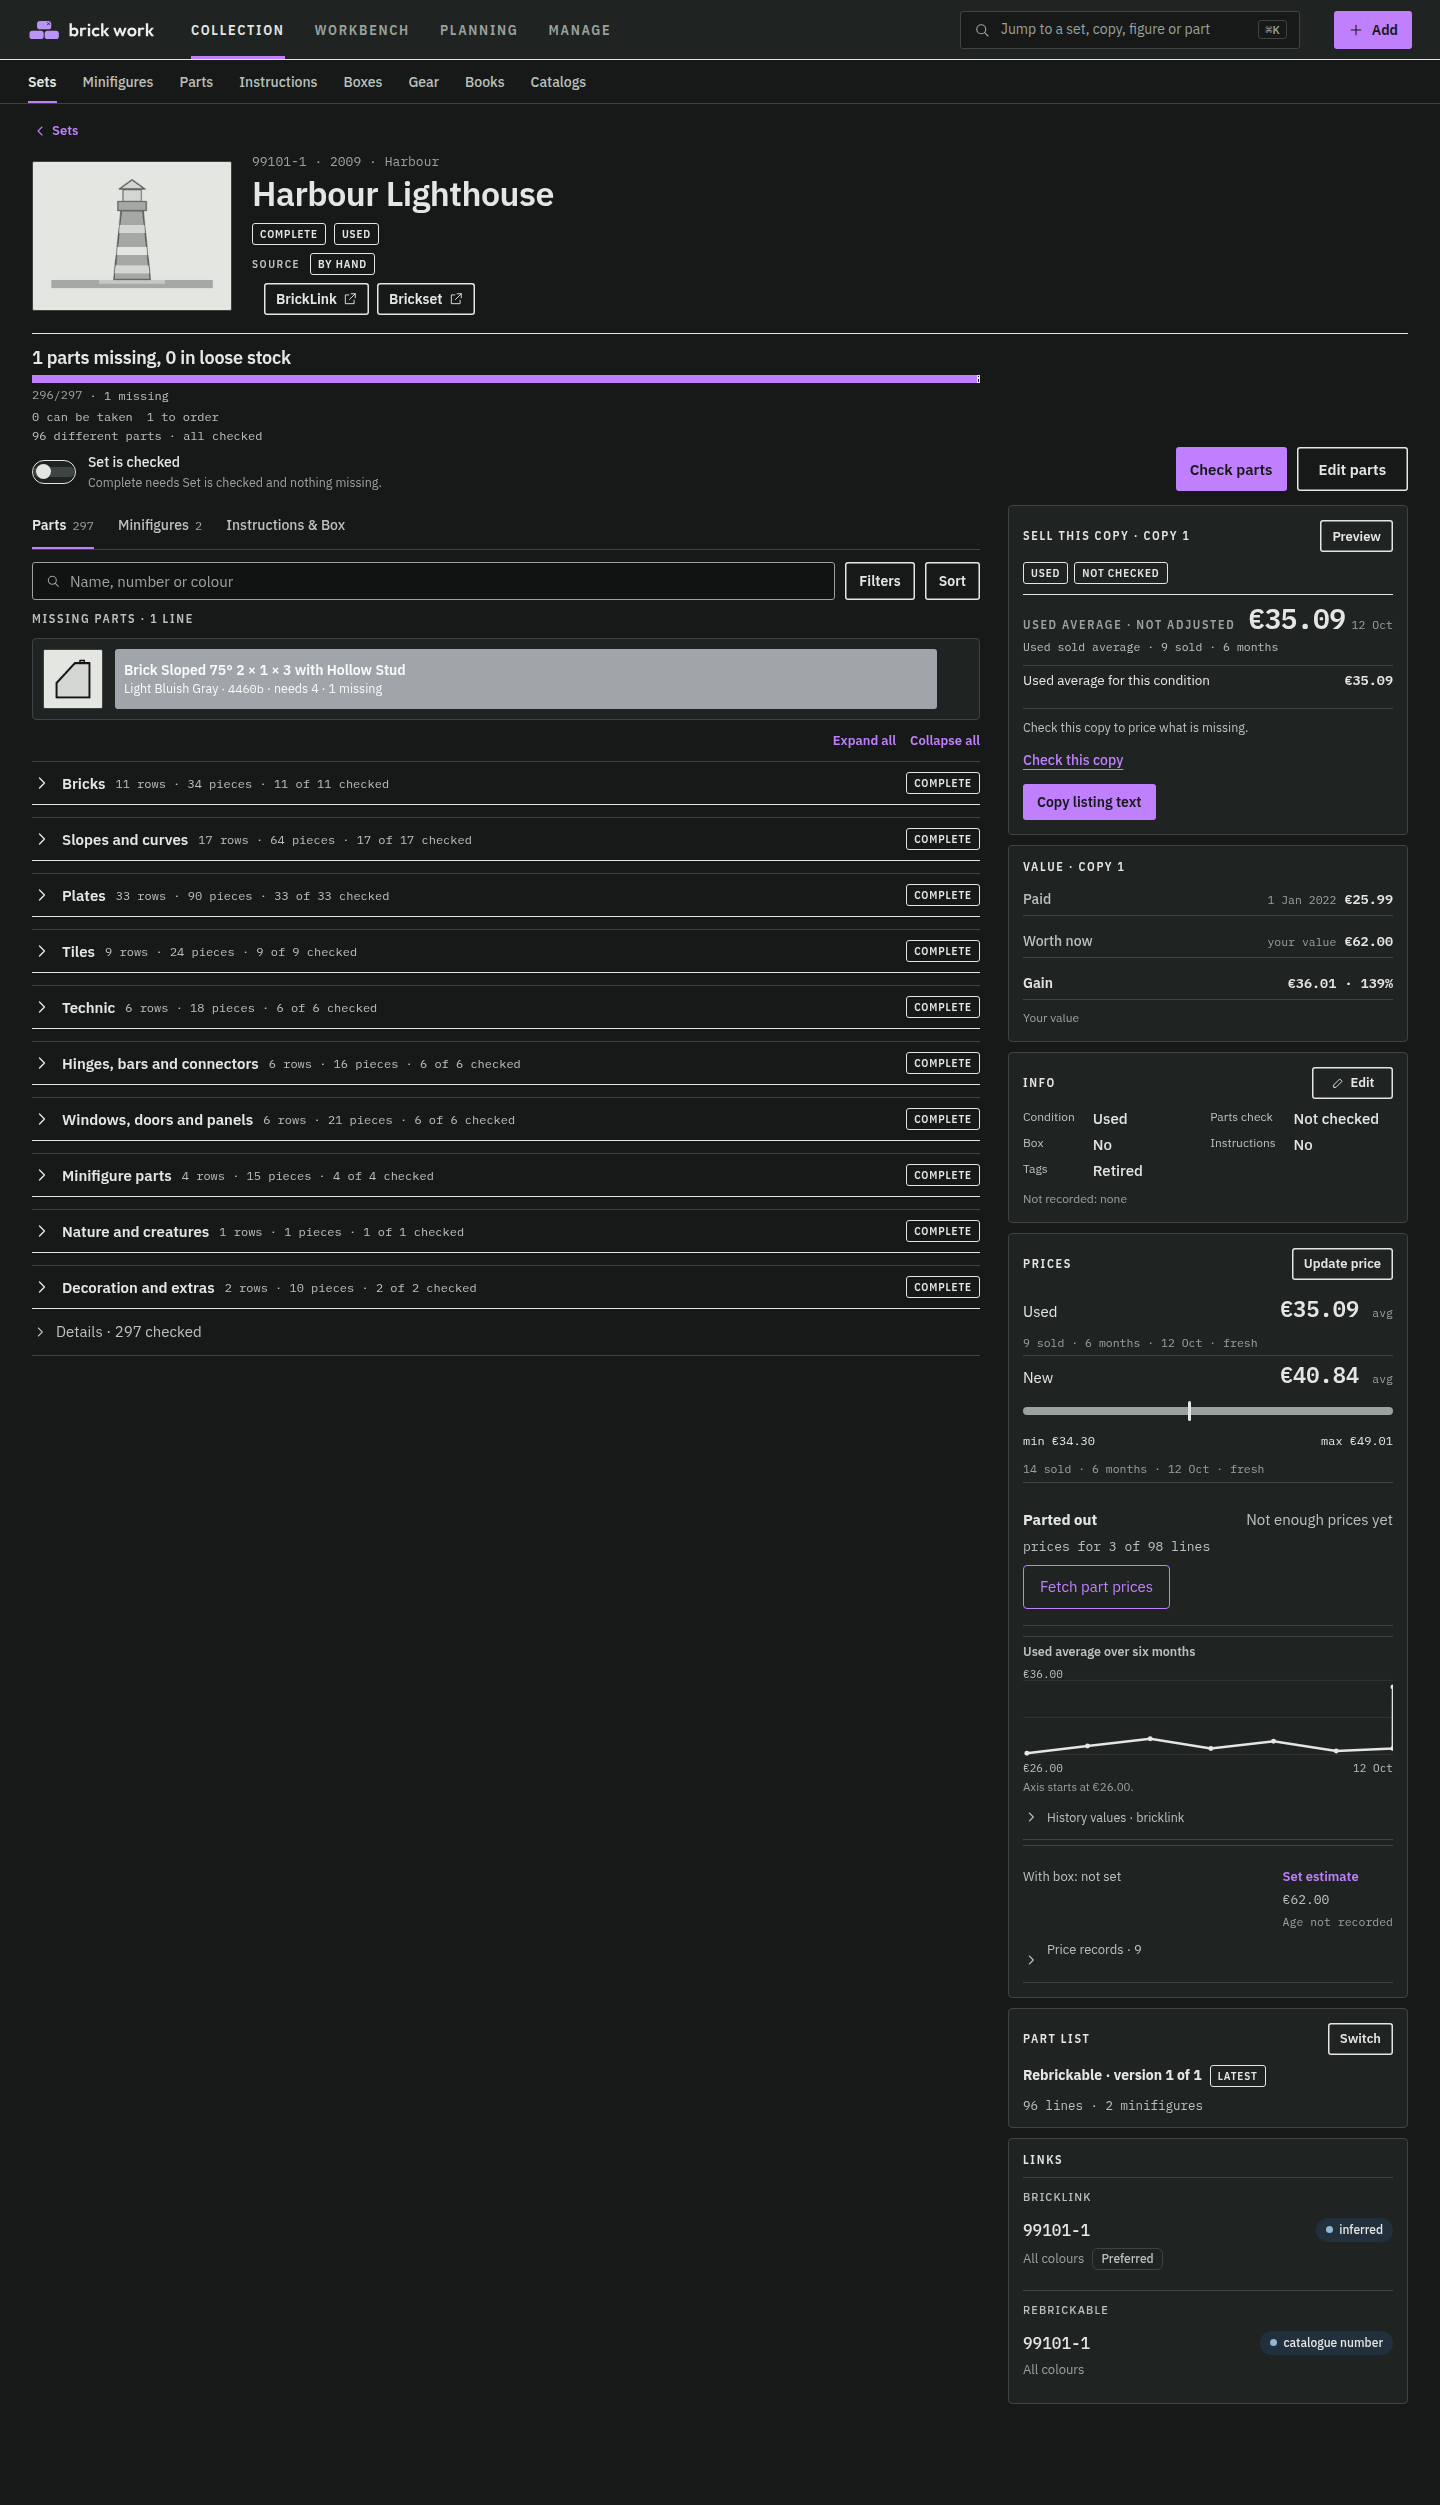 brick work
COLLECTION WORKBENCH PLANNING MANAGE
Jump to a set, copy, figure or part ⌘K
Add
Sets Minifigures Parts Instructions Boxes Gear Books Catalogs
Sets
99101-1 · 2009 · Harbour
Harbour Lighthouse
COMPLETE USED
SOURCE BY HAND
BrickLink Brickset
1 parts missing, 0 in loose stock
296/297 · 1 missing
0 can be taken 1 to order
96 different parts · all checked
Set is checked
Complete needs Set is checked and nothing missing.
Check parts Edit parts
Parts 297 Minifigures 2 Instructions & Box
Name, number or colour
Filters Sort
MISSING PARTS · 1 LINE
Brick Sloped 75° 2 × 1 × 3 with Hollow Stud
Light Bluish Gray · 4460b · needs 4 · 1 missing
Expand all Collapse all
Bricks 11 rows · 34 pieces · 11 of 11 checked COMPLETE
Slopes and curves 17 rows · 64 pieces · 17 of 17 checked COMPLETE
Plates 33 rows · 90 pieces · 33 of 33 checked COMPLETE
Tiles 9 rows · 24 pieces · 9 of 9 checked COMPLETE
Technic 6 rows · 18 pieces · 6 of 6 checked COMPLETE
Hinges, bars and connectors 6 rows · 16 pieces · 6 of 6 checked COMPLETE
Windows, doors and panels 6 rows · 21 pieces · 6 of 6 checked COMPLETE
Minifigure parts 4 rows · 15 pieces · 4 of 4 checked COMPLETE
Nature and creatures 1 rows · 1 pieces · 1 of 1 checked COMPLETE
Decoration and extras 2 rows · 10 pieces · 2 of 2 checked COMPLETE
Details · 297 checked
SELL THIS COPY · COPY 1 Preview
USED NOT CHECKED
USED AVERAGE · NOT ADJUSTED €35.09 12 Oct
Used sold average · 9 sold · 6 months
Used average for this condition €35.09
Check this copy to price what is missing.
Check this copy
Copy listing text
VALUE · COPY 1
Paid 1 Jan 2022 €25.99
Worth now your value €62.00
Gain €36.01 · 139%
Your value
INFO Edit
Condition Used Parts check Not checked
Box No Instructions No
Tags Retired
Not recorded: none
PRICES Update price
Used €35.09 avg
9 sold · 6 months · 12 Oct · fresh
New €40.84 avg
min €34.30 max €49.01
14 sold · 6 months · 12 Oct · fresh
Parted out Not enough prices yet
prices for 3 of 98 lines
Fetch part prices
Used average over six months
€36.00
€26.00 12 Oct
Axis starts at €26.00.
History values · bricklink
With box: not set Set estimate
€62.00
Age not recorded
Price records · 9
PART LIST Switch
Rebrickable · version 1 of 1 LATEST
96 lines · 2 minifigures
LINKS
BRICKLINK
99101-1 inferred
All colours Preferred
REBRICKABLE
99101-1 catalogue number
All colours